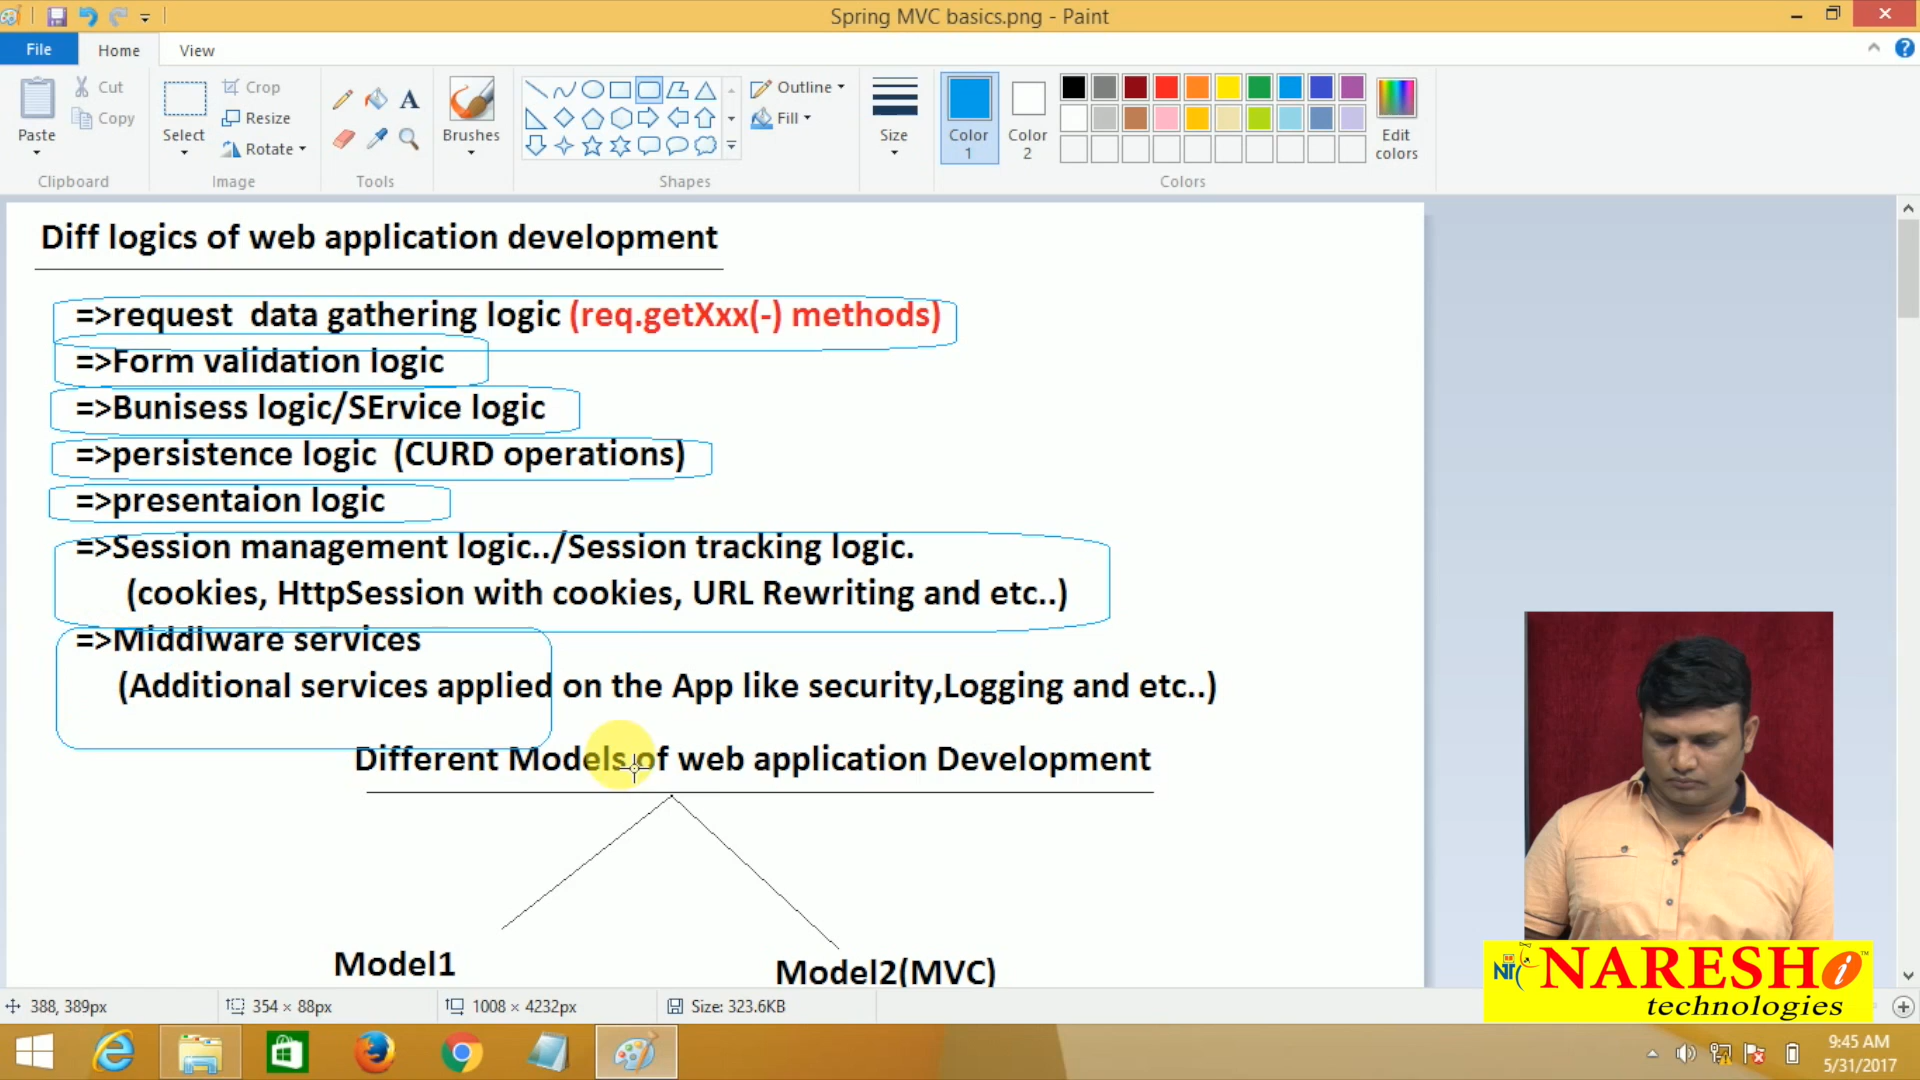 Spring MVC basics.png - Paint
File Home View
Paste
Cut
Copy
Clipboard
Select
Crop
Resize
Rotate
Image
Tools
Brushes
Shapes
Outline
Fill
Size
Color 1
Color 2
Edit colors
Colors
Diff logics of web application development
=>request data gathering logic (req.getXxx(-) methods)
=>Form validation logic
=>Bunisess logic/SErvice logic
=>persistence logic (CURD operations)
=>presentaion logic
=>Session management logic../Session tracking logic.
(cookies, HttpSession with cookies, URL Rewriting and etc..)
=>Middlware services
(Additional services applied on the App like security,Logging and etc..)
Different Models of web application Development
Model1
Model2(MVC)
388, 389px 354 × 88px 1008 × 4232px Size: 323.6KB
NARESH i
technologies
9:45 AM
5/31/2017